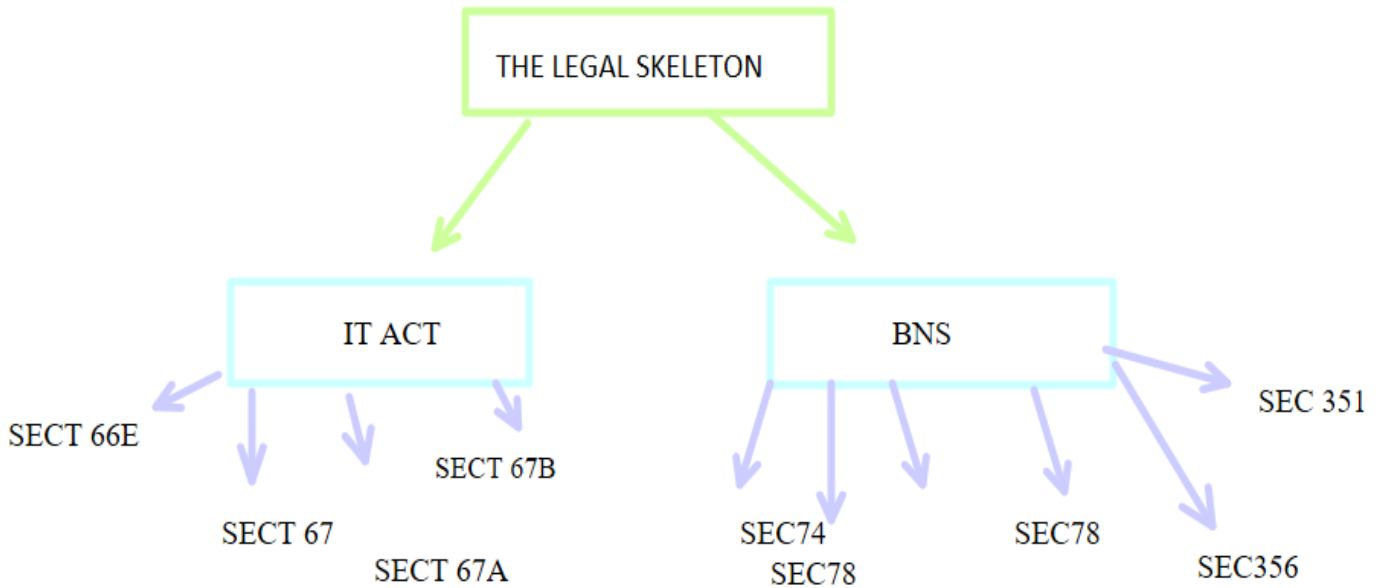 THE LEGAL SKELETON
IT ACT
BNS
SECT 66E
SECT 67
SECT 67A
SECT 67B
SEC74
SEC78
SEC78
SEC356
SEC 351